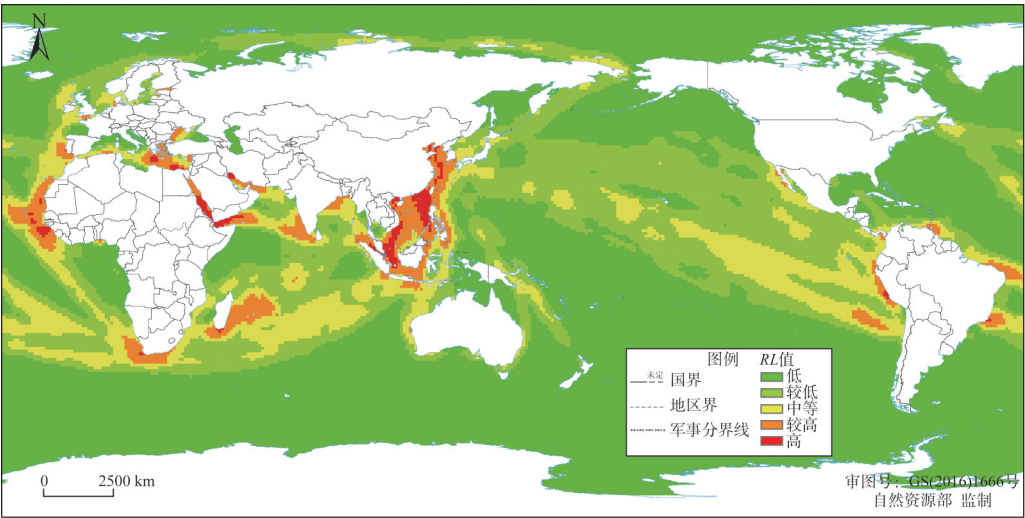 N
图例
未定
国界
地区界
军事分界线
RL值
低
较低
中等
较高
高
0 2500 km
审图号：GS(2016)1666号
自然资源部 监制